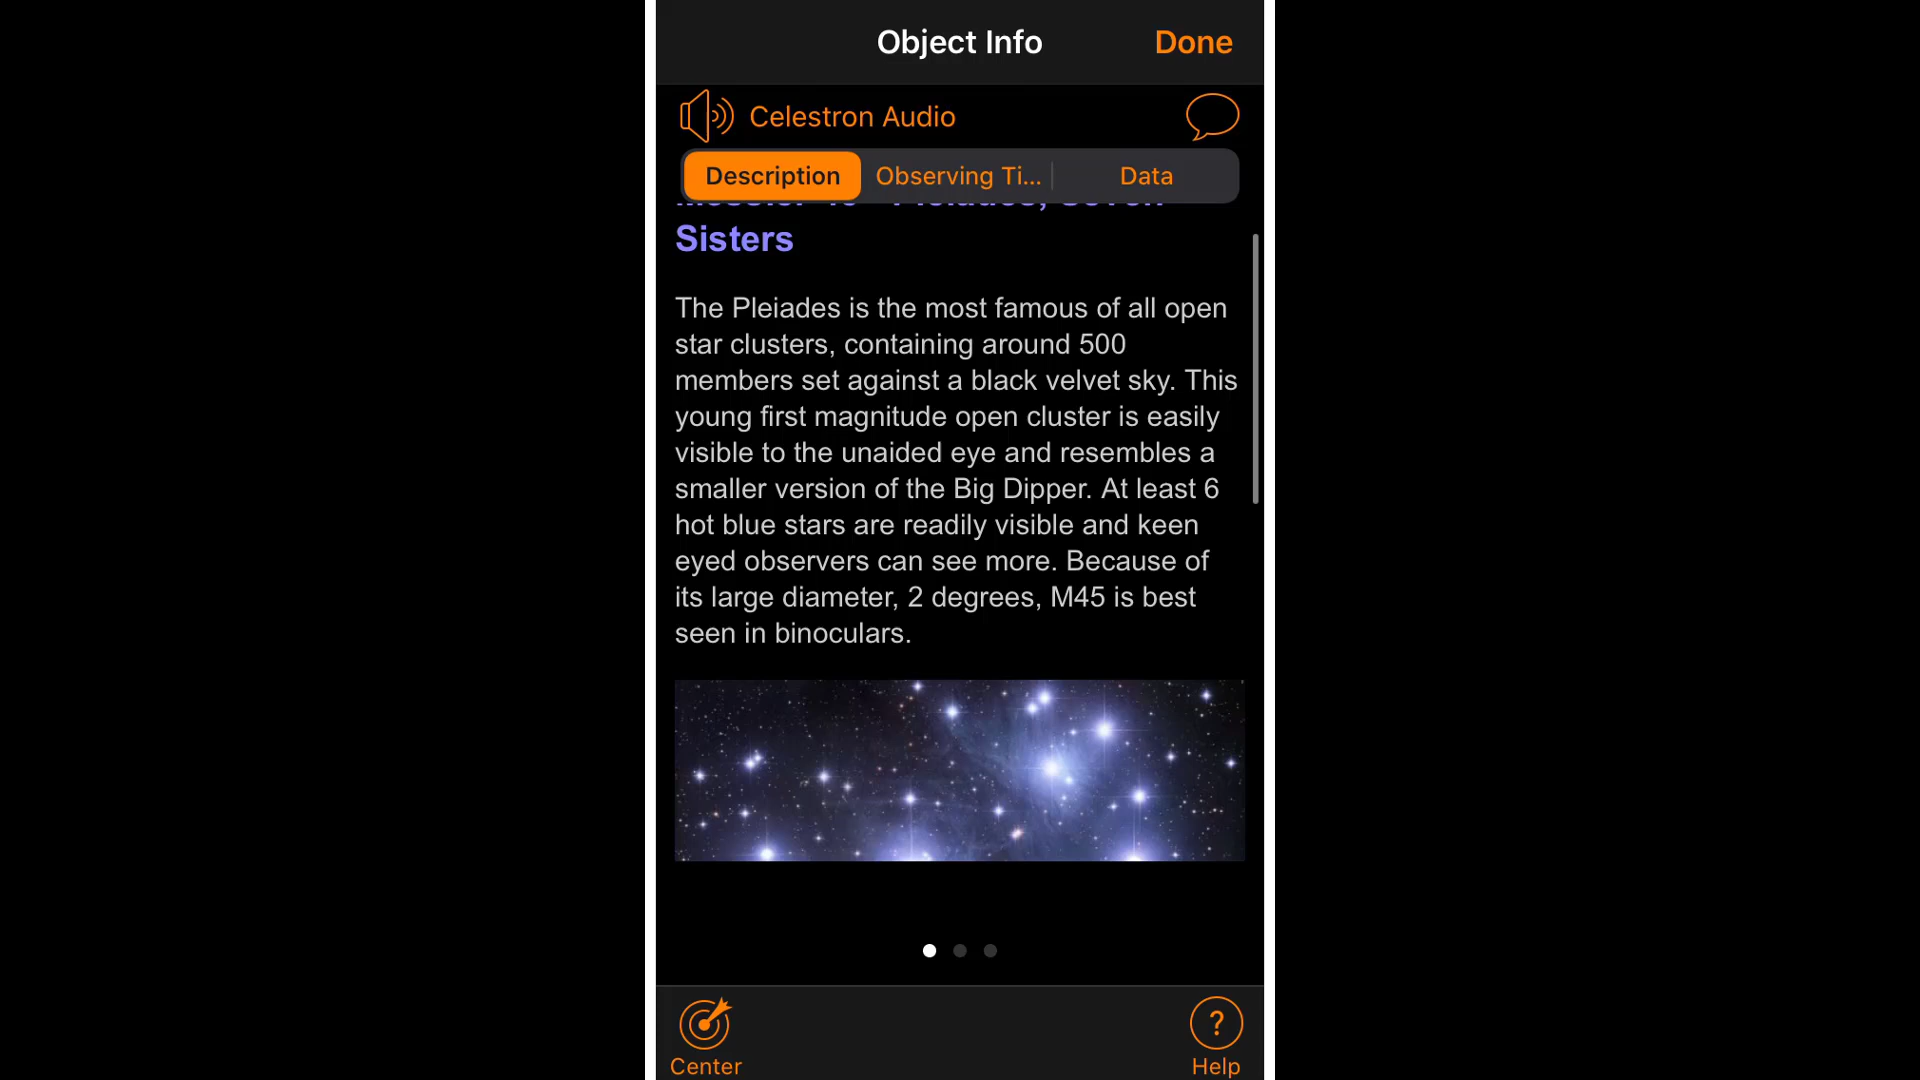 Object Info
Done
Celestron Audio
Description
Observing Ti...
Data
Pleiades, Seven
Sisters
The Pleiades is the most famous of all open
star clusters, containing around 500
members set against a black velvet sky. This
young first magnitude open cluster is easily
visible to the unaided eye and resembles a
smaller version of the Big Dipper. At least 6
hot blue stars are readily visible and keen
eyed observers can see more. Because of
its large diameter, 2 degrees, M45 is best
seen in binoculars.
Center
?
Help